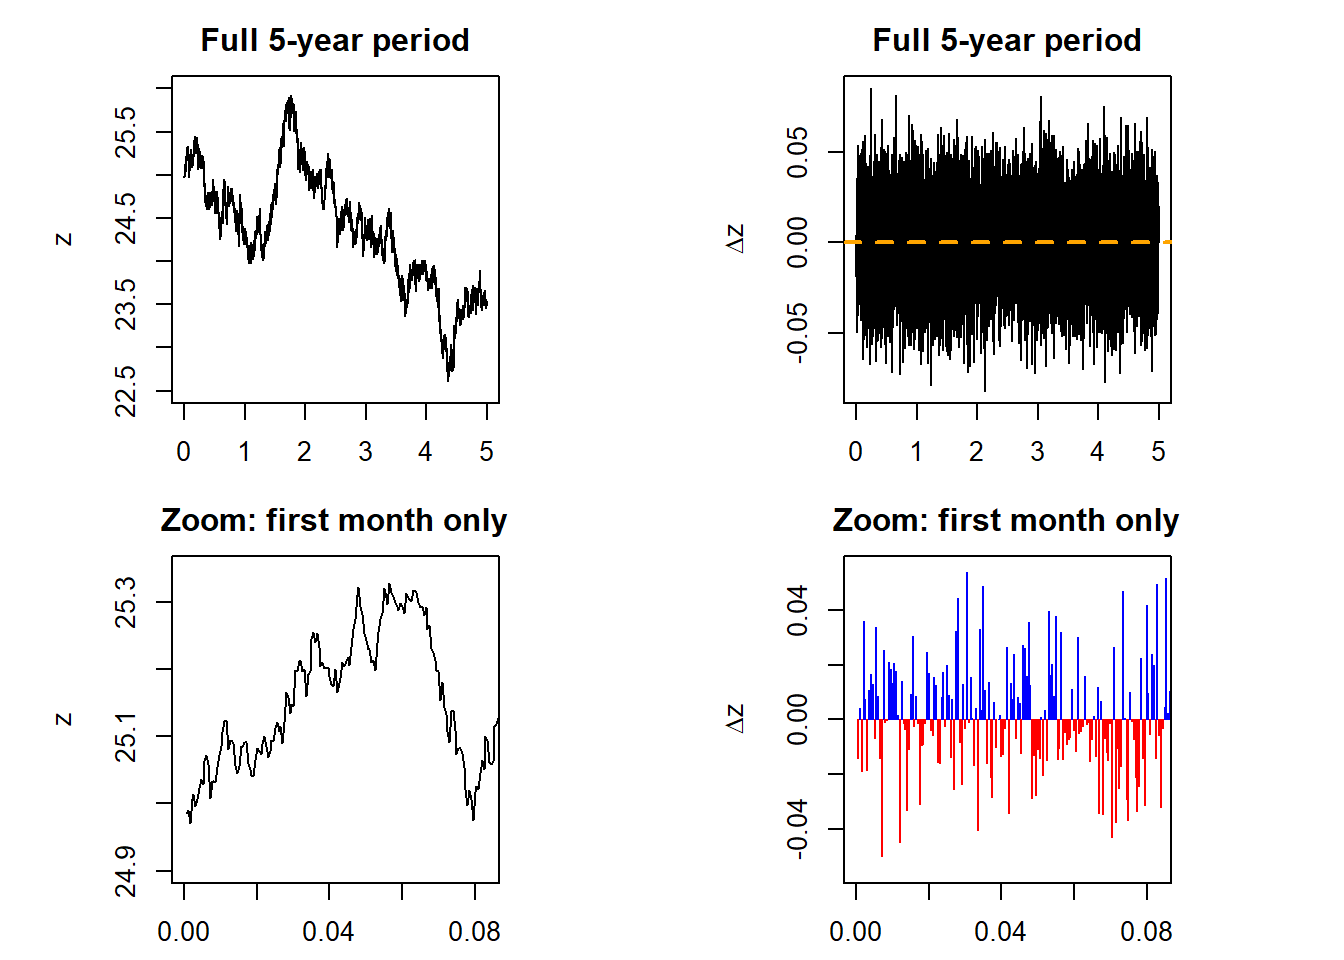 Full 5-year period
z
25.5
24.5
23.5
22.5
0 1 2 3 4 5
Full 5-year period
Δz
0.05
0.00
-0.05
0 1 2 3 4 5
Zoom: first month only
z
25.3
25.1
24.9
0.00 0.04 0.08
Zoom: first month only
Δz
0.04
0.00
-0.04
0.00 0.04 0.08